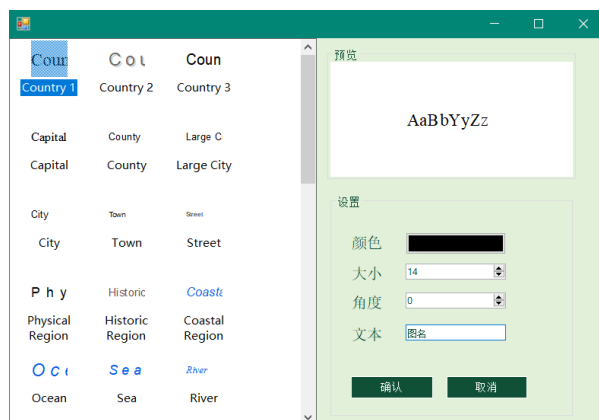 Coun
Cou
Coun
Country 1
Country 2
Country 3
Capital
County
Large C
Capital
County
Large City
City
Town
Street
City
Town
Street
P h y
Historic
Coasta
Physical Region
Historic Region
Coastal Region
Oce
Sea
River
Ocean
Sea
River
预览
AaBbYyZz
设置
颜色
大小
14
角度
0
文本
图名
确认
取消